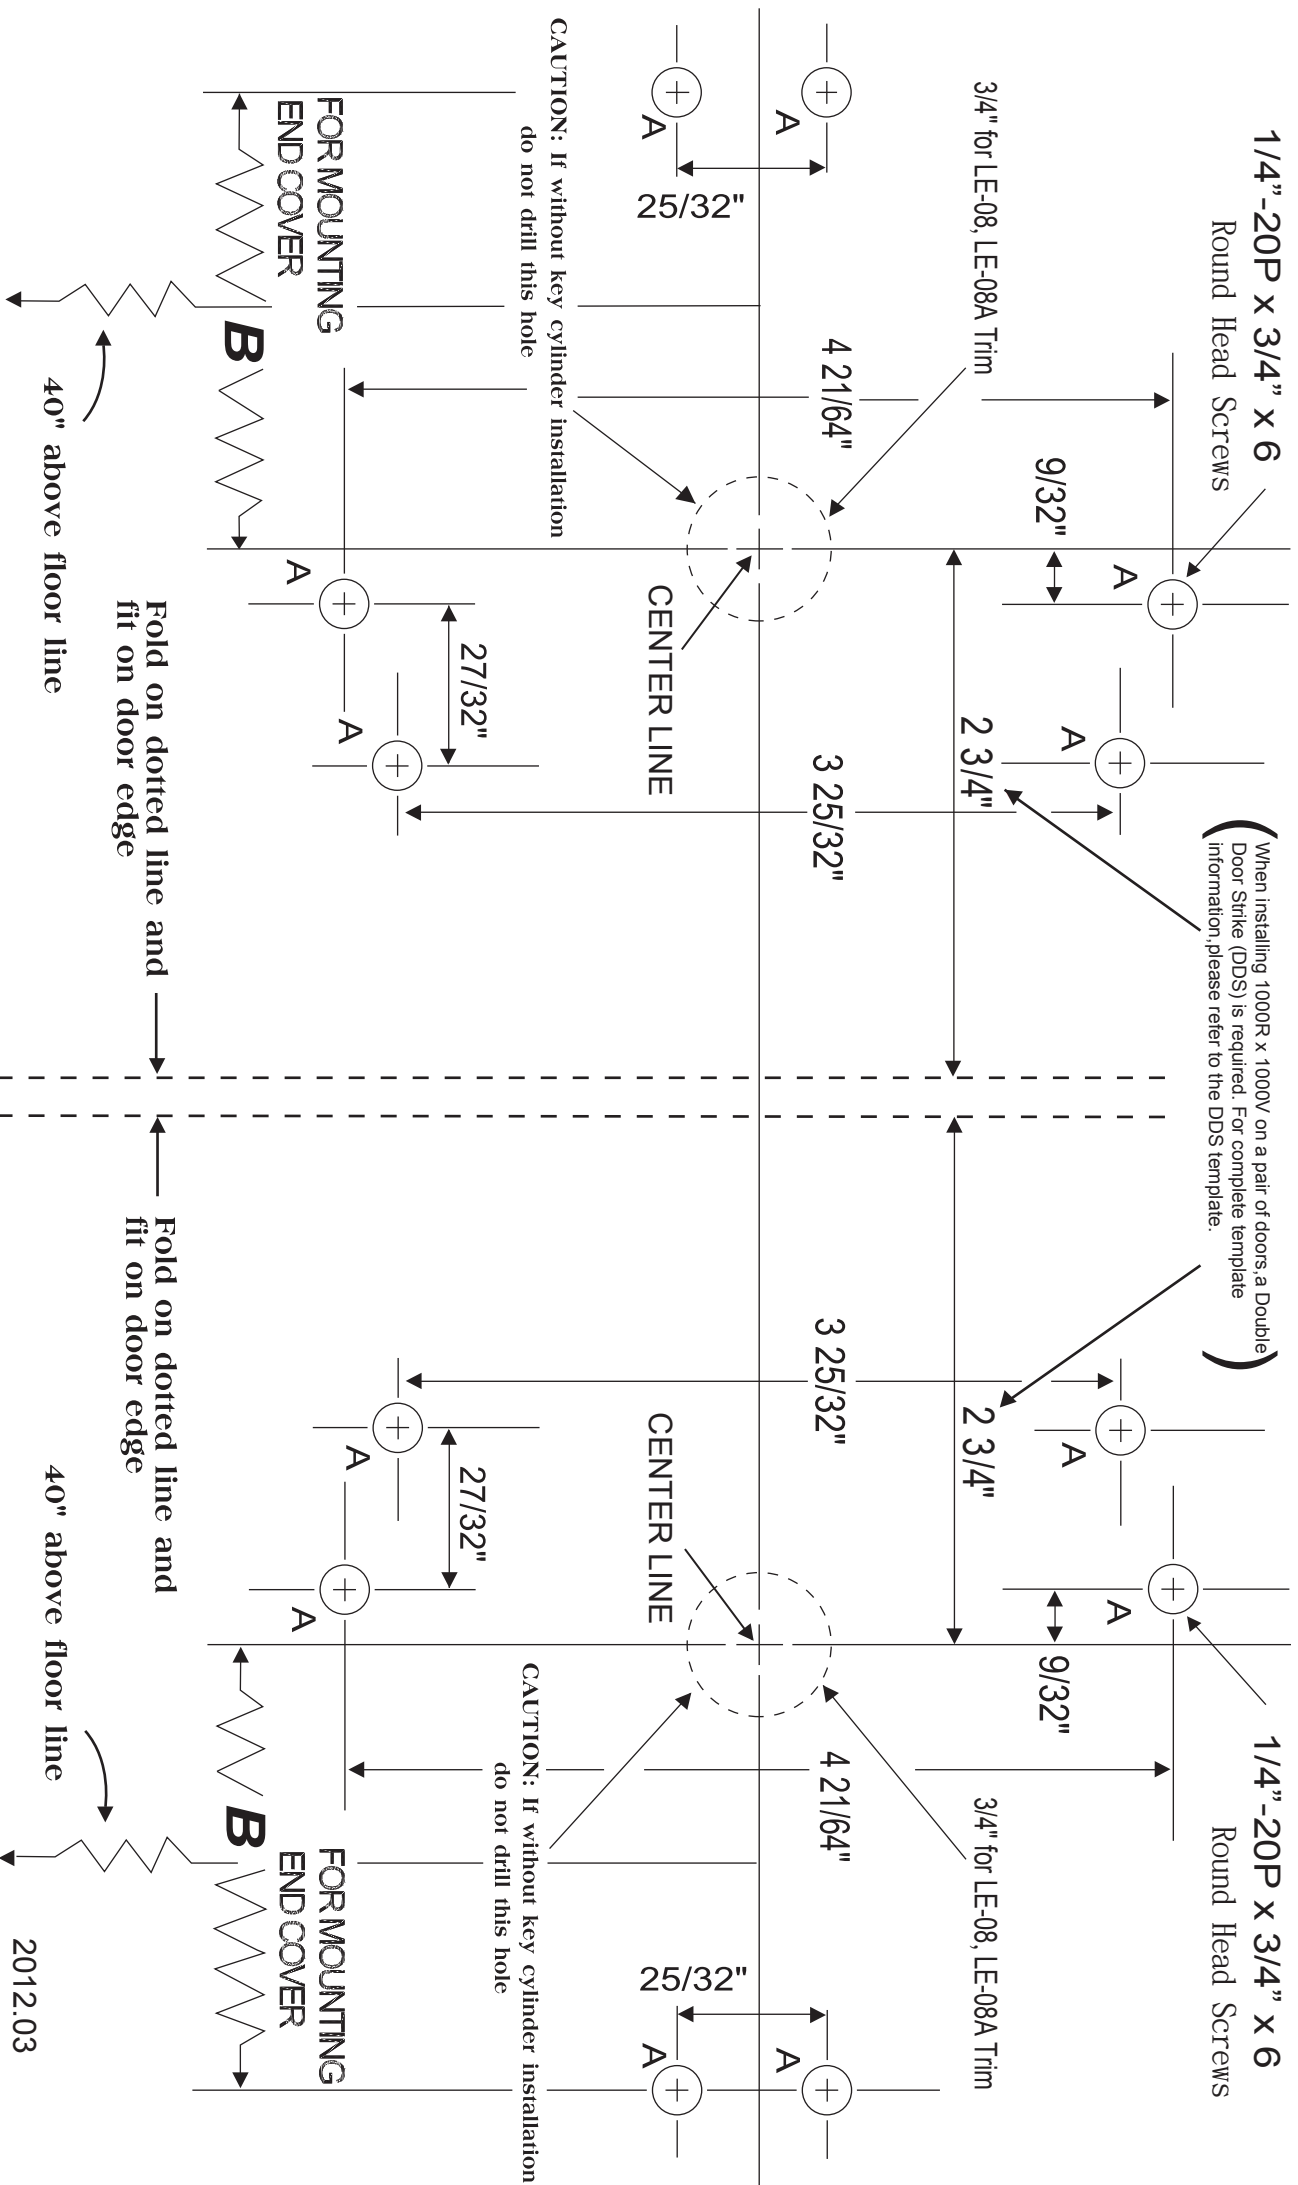 1/4”-20P x 3/4” x 6
Round Head Screws
3/4" for LE-08, LE-08A Trim
9/32"
A
A
2 3/4"
(When installing 1000R x 1000V on a pair of doors,a Double
Door Strike (DDS) is required. For complete template
information,please refer to the DDS template.)
A
A
25/32"
4 21/64"
3 25/32"
CENTER LINE
CAUTION: If without key cylinder installation
do not drill this hole
27/32"
A
A
FOR MOUNTING
END COVER
B
40" above floor line
Fold on dotted line and
fit on door edge
1/4”-20P x 3/4” x 6
Round Head Screws
2 3/4"
A
A
9/32"
3/4" for LE-08, LE-08A Trim
3 25/32"
4 21/64"
A
A
25/32"
CENTER LINE
27/32"
CAUTION: If without key cylinder installation
do not drill this hole
A
A
FOR MOUNTING
END COVER
B
Fold on dotted line and
fit on door edge
40" above floor line
2012.03